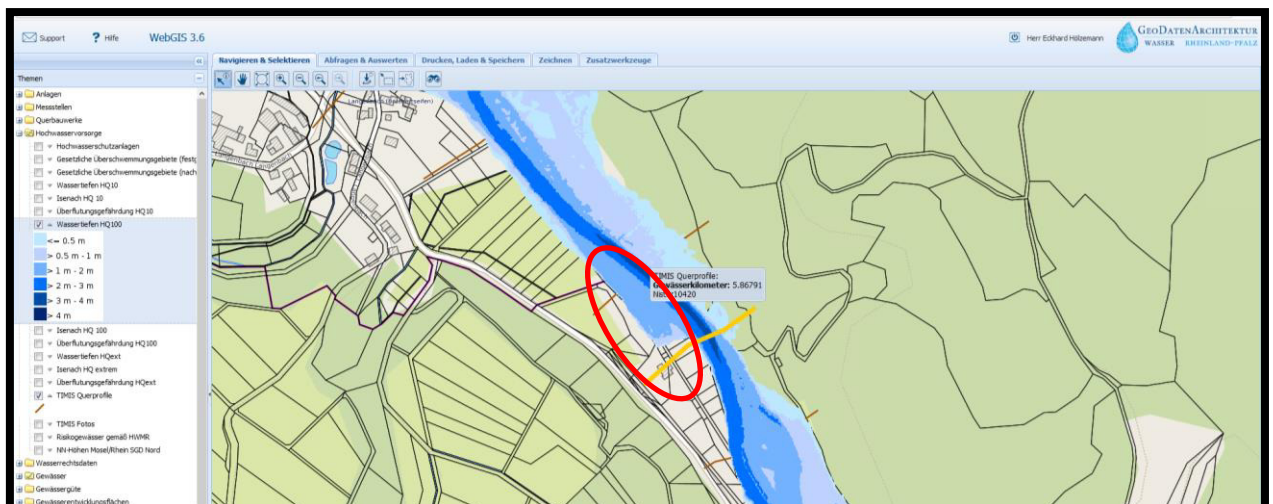 Support
Hilfe
WebGIS 3.6
Herr Eckhard Hölzemann
GEODATENARCHITEKTUR
WASSER RHEINLAND-PFALZ
Navigieren & Selektieren
Abfragen & Auswerten
Drucken, Laden & Speichern
Zeichnen
Zusatzwerkzeuge
Themen
Anlagen
Messstellen
Querbauwerke
Hochwasservorsorge
Hochwasserschutzanlagen
Gesetzliche Überschwemmungsgebiete (festg
Gesetzliche Überschwemmungsgebiete (nach
Wassertiefen HQ10
Isenach HQ 10
Überflutungsgefährdung HQ10
Wassertiefen HQ100
<= 0.5 m
> 0.5 m - 1 m
> 1 m - 2 m
> 2 m - 3 m
> 3 m - 4 m
> 4 m
Isenach HQ 100
Überflutungsgefährdung HQ100
Wassertiefen HQext
Isenach HQ extrem
Überflutungsgefährdung HQext
TIMIS Querprofile
TIMIS Fotos
Risikogewässer gemäß HWMR
NN-Höhen Mosel/Rhein SGD Nord
Wasserrechtsdaten
Gewässer
Gewässergüte
Gewässerentwicklungsflächen
TIMIS Querprofile:
Gewässerkilometer: 5.86791
10420